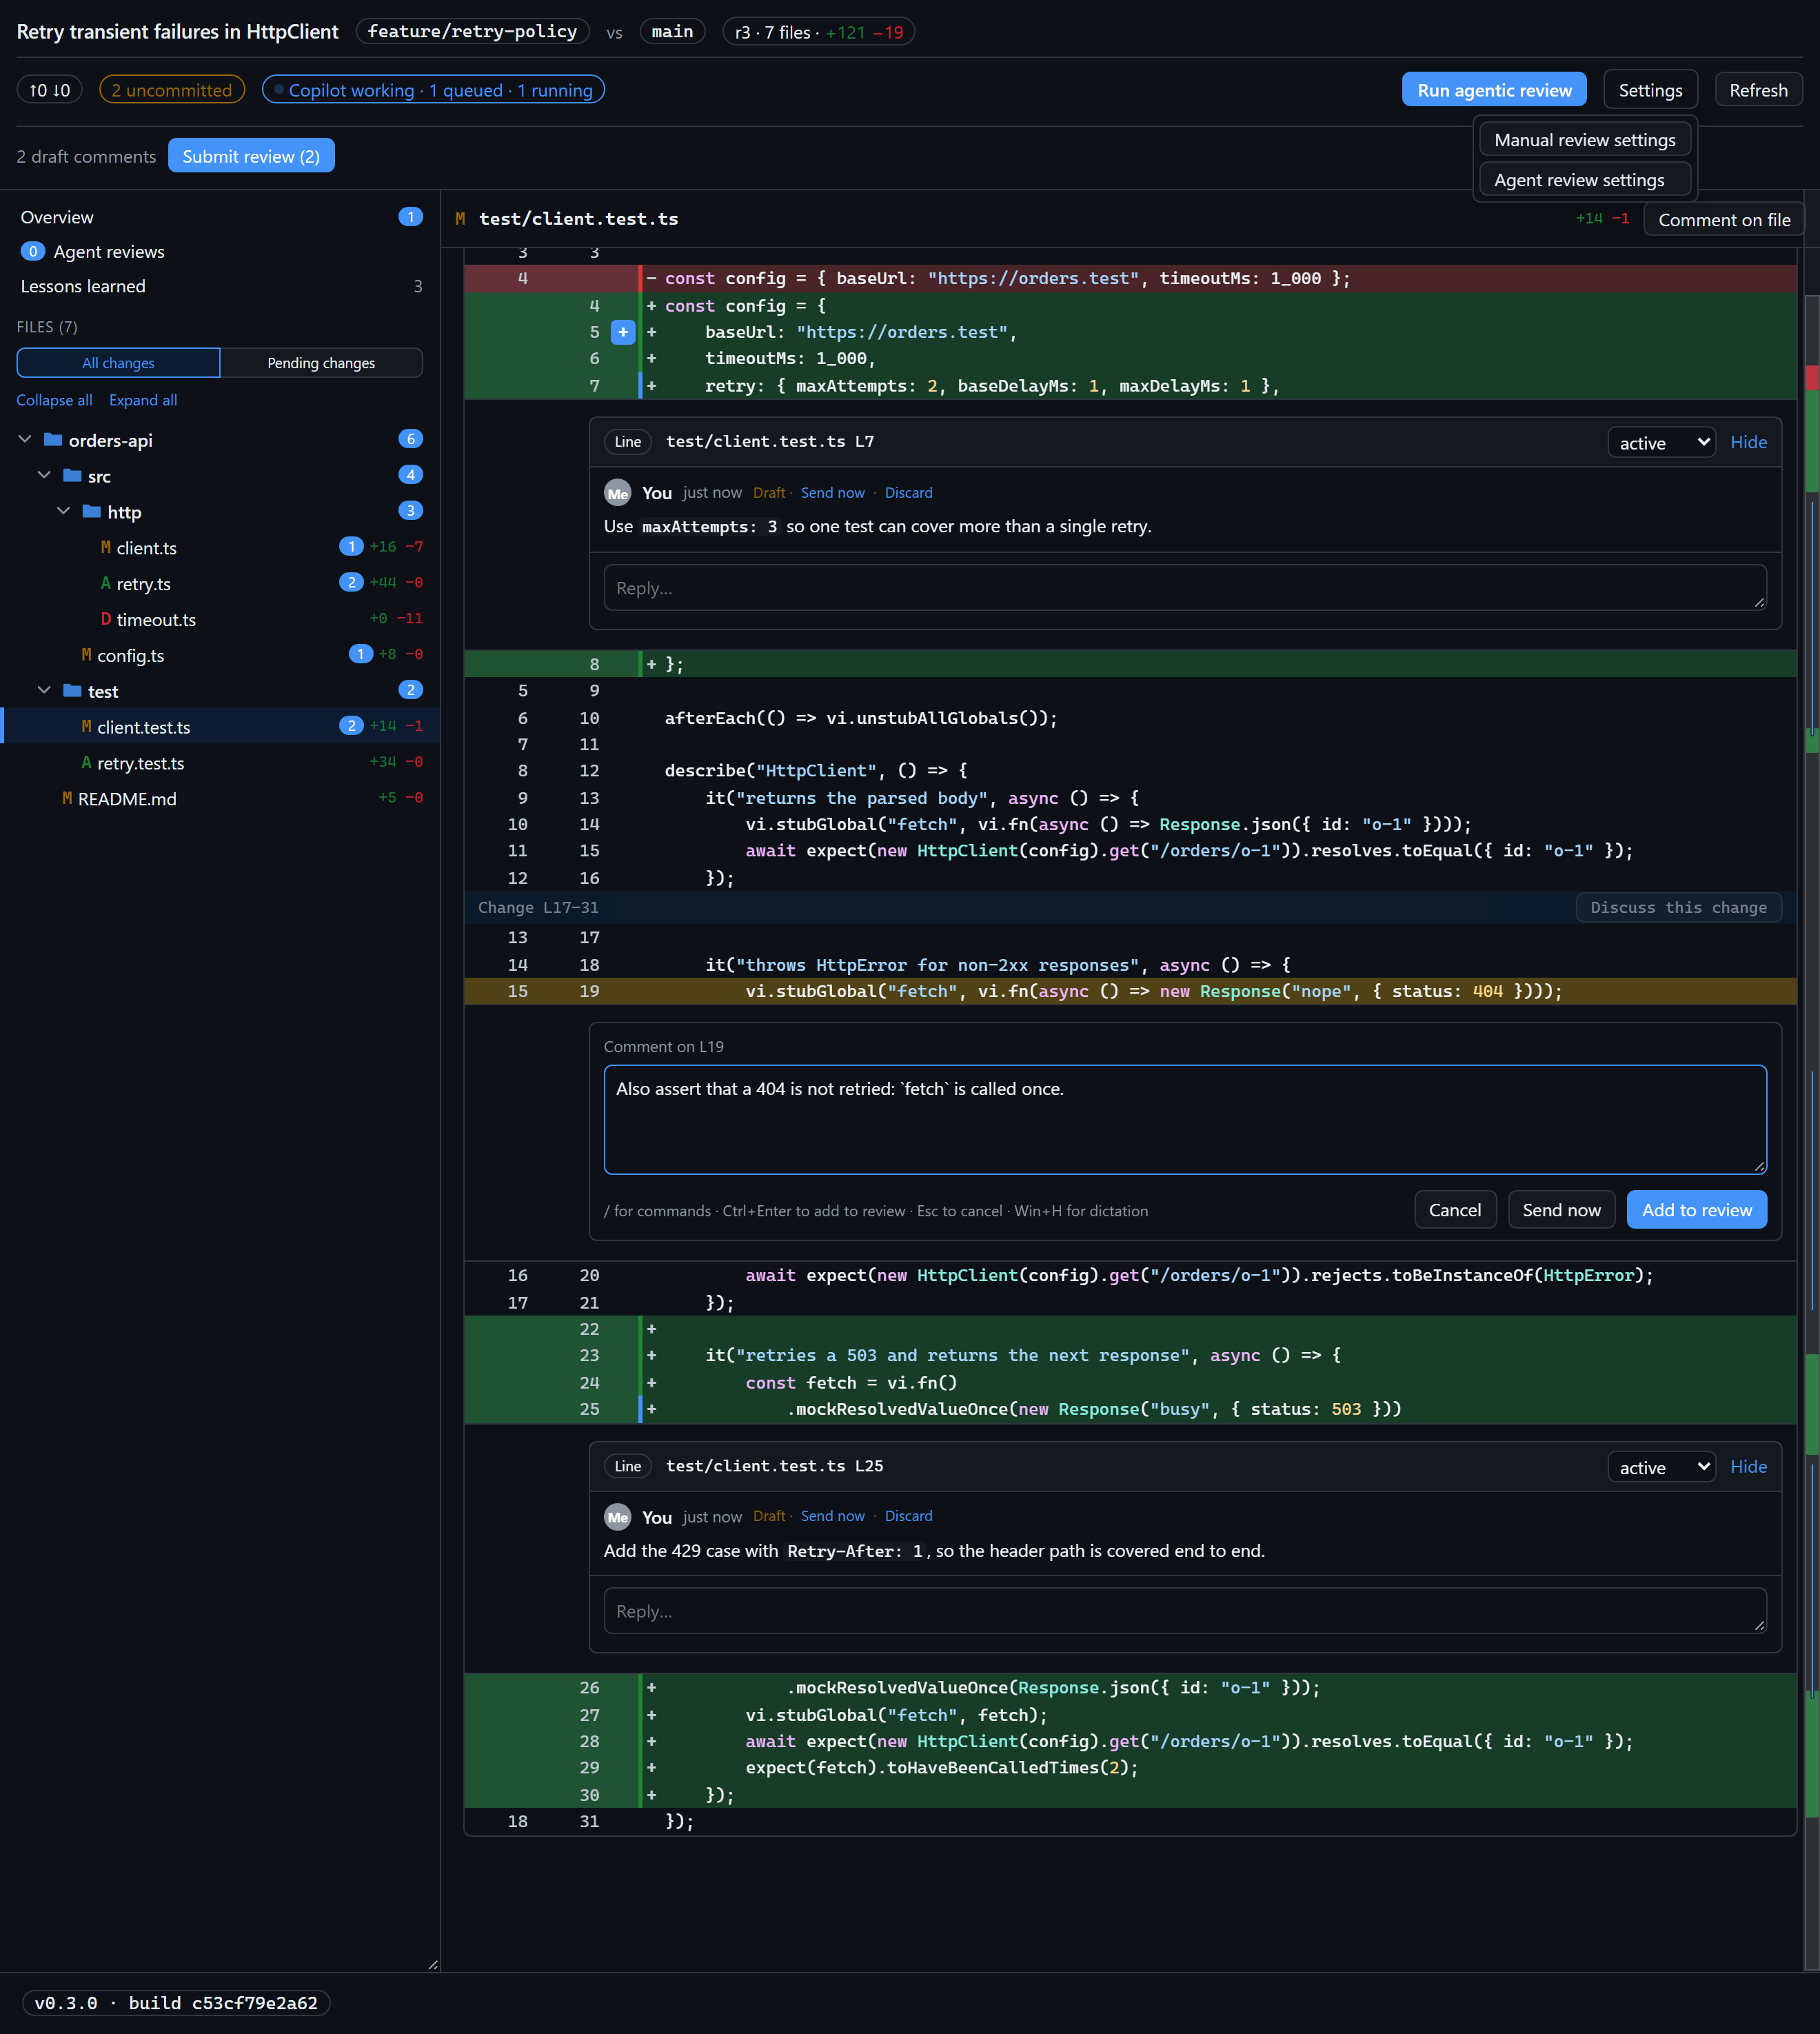 Retry transient failures in HttpClient feature/retry-policy vs main r3 · 7 files · +121 −19
↑0 ↓0 2 uncommitted Copilot working · 1 queued · 1 running Run agentic review Settings Refresh
Manual review settings
Agent review settings
2 draft comments Submit review (2)
Overview 1
0 Agent reviews
Lessons learned 3
FILES (7)
All changes Pending changes
Collapse all Expand all
orders-api 6
src 4
http 3
M client.ts 1 +16 −7
A retry.ts 2 +44 −0
D timeout.ts +0 −11
M config.ts 1 +8 −0
test 2
M client.test.ts 2 +14 −1
A retry.test.ts +34 −0
M README.md +5 −0
M test/client.test.ts +14 −1 Comment on file
3 3
4 − const config = { baseUrl: "https://orders.test", timeoutMs: 1_000 };
4 + const config = {
5 + + baseUrl: "https://orders.test",
6 + timeoutMs: 1_000,
7 + retry: { maxAttempts: 2, baseDelayMs: 1, maxDelayMs: 1 },
Line test/client.test.ts L7 active Hide
Me You just now Draft · Send now · Discard
Use maxAttempts: 3 so one test can cover more than a single retry.
Reply...
8 + };
5 9
6 10 afterEach(() => vi.unstubAllGlobals());
7 11
8 12 describe("HttpClient", () => {
9 13 it("returns the parsed body", async () => {
10 14 vi.stubGlobal("fetch", vi.fn(async () => Response.json({ id: "o-1" })));
11 15 await expect(new HttpClient(config).get("/orders/o-1")).resolves.toEqual({ id: "o-1" });
12 16 });
Change L17–31 Discuss this change
13 17
14 18 it("throws HttpError for non-2xx responses", async () => {
15 19 vi.stubGlobal("fetch", vi.fn(async () => new Response("nope", { status: 404 })));
Comment on L19
Also assert that a 404 is not retried: `fetch` is called once.
/ for commands · Ctrl+Enter to add to review · Esc to cancel · Win+H for dictation Cancel Send now Add to review
16 20 await expect(new HttpClient(config).get("/orders/o-1")).rejects.toBeInstanceOf(HttpError);
17 21 });
22 +
23 + it("retries a 503 and returns the next response", async () => {
24 + const fetch = vi.fn()
25 + .mockResolvedValueOnce(new Response("busy", { status: 503 }))
Line test/client.test.ts L25 active Hide
Me You just now Draft · Send now · Discard
Add the 429 case with Retry-After: 1, so the header path is covered end to end.
Reply...
26 + .mockResolvedValueOnce(Response.json({ id: "o-1" }));
27 + vi.stubGlobal("fetch", fetch);
28 + await expect(new HttpClient(config).get("/orders/o-1")).resolves.toEqual({ id: "o-1" });
29 + expect(fetch).toHaveBeenCalledTimes(2);
30 + });
18 31 });
v0.3.0 · build c53cf79e2a62